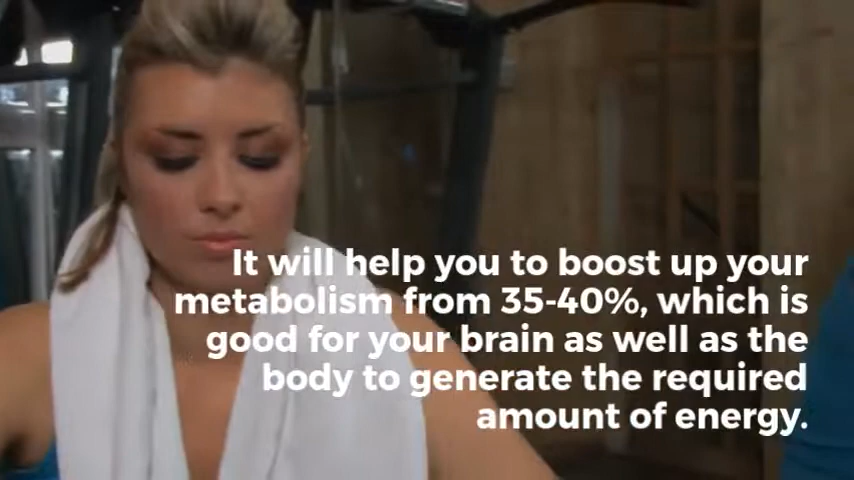 It will help you to boost up your
metabolism from 35-40%, which is
good for your brain as well as the
body to generate the required
amount of energy.